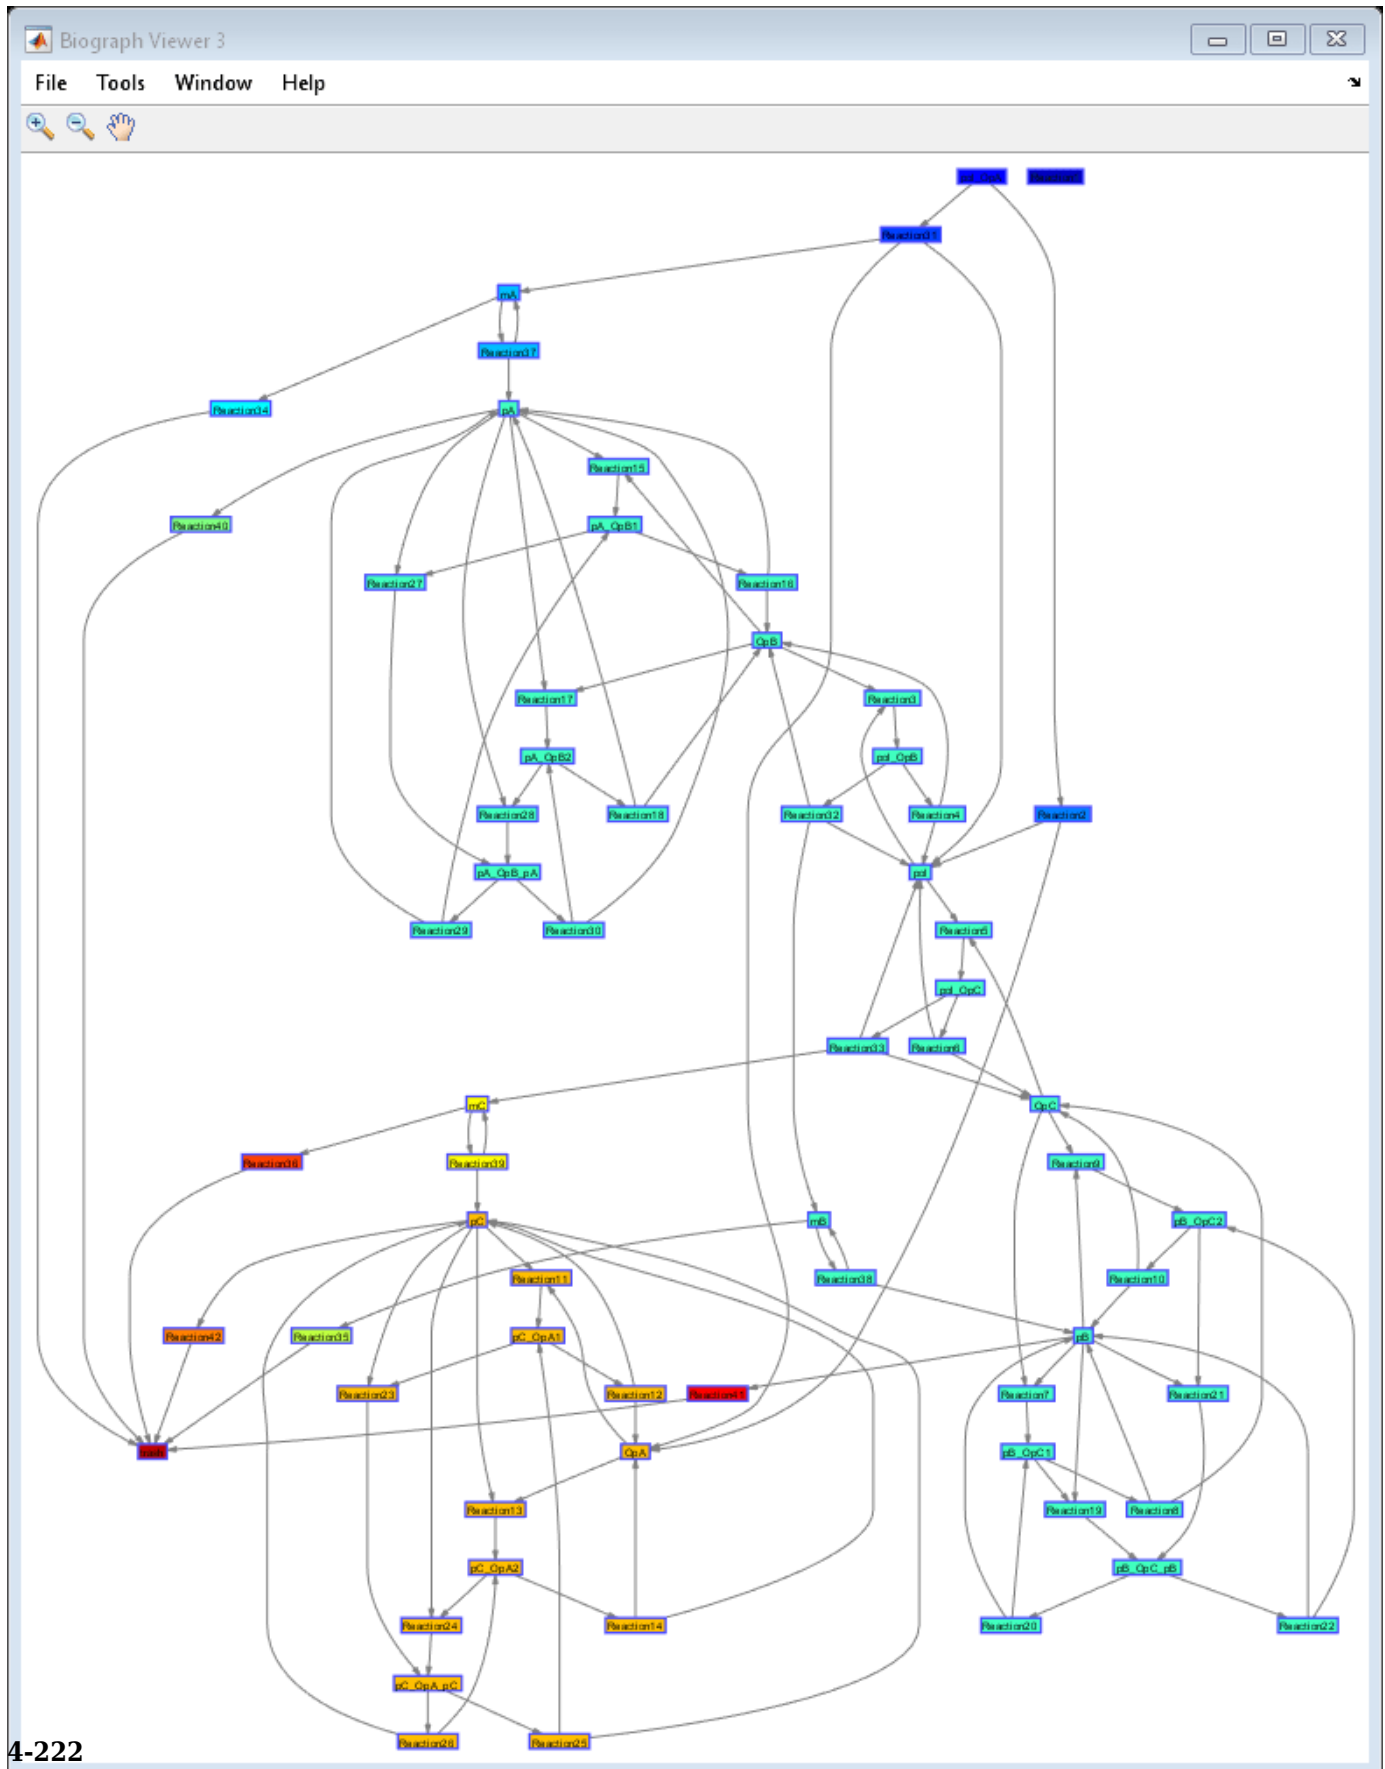 Biograph Viewer 3
File Tools Window Help
pol_OpA Reaction1
Reaction31
mA
Reaction37
Reaction34 pA
Reaction15
Reaction40 pA_OpB1
Reaction27 Reaction16
OpB
Reaction17 Reaction3
pA_OpB2 pol_OpB
Reaction28 Reaction18 Reaction32 Reaction4 Reaction2
pA_OpB_pA pol
Reaction29 Reaction30 Reaction5
pol_OpC
Reaction33 Reaction6
mC OpC
Reaction36 Reaction39 Reaction9
pC mB pB_OpC2
Reaction11 Reaction38 Reaction10
Reaction42 Reaction35 pC_OpA1 pB
Reaction23 Reaction12 Reaction41 Reaction7 Reaction21
trash OpA pB_OpC1
Reaction13 Reaction19 Reaction8
pC_OpA2 pB_OpC_pB
Reaction24 Reaction14 Reaction20 Reaction22
pC_OpA_pC
Reaction26 Reaction25
4-222